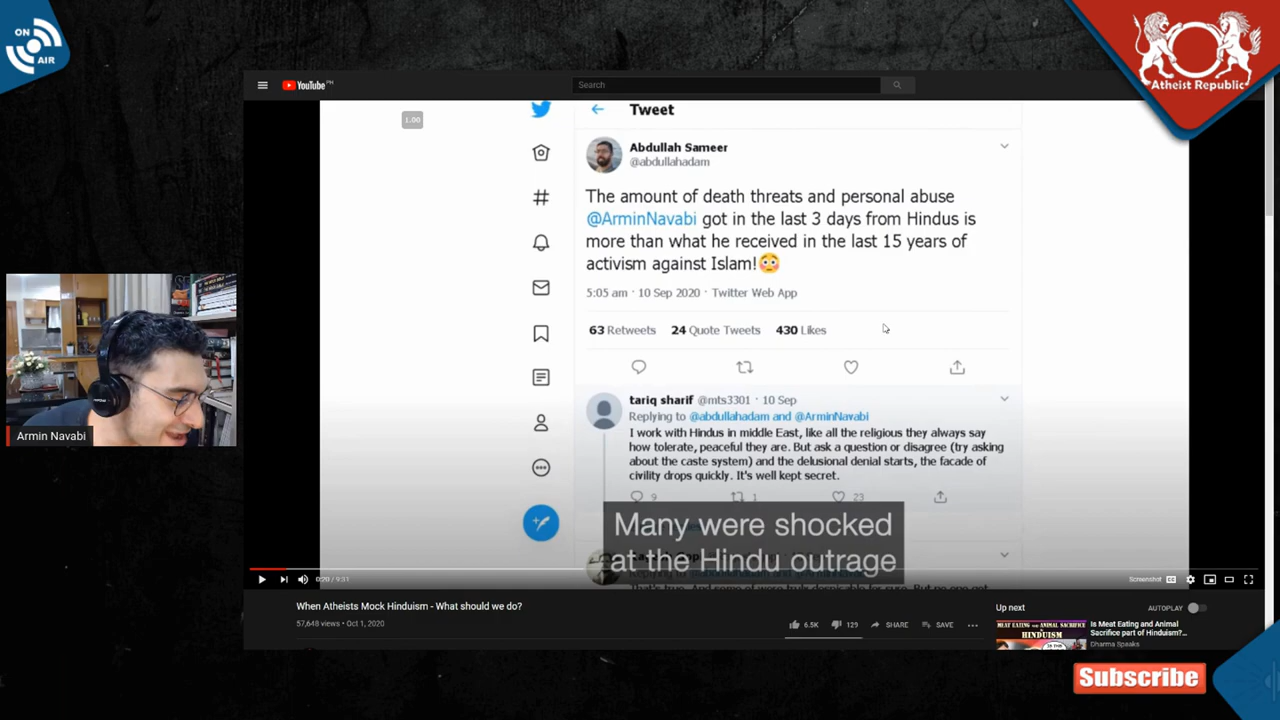 ON
AIR
Atheist Republic
YouTube PH
Search
1.00
Tweet
Abdullah Sameer
@abdullahadam
The amount of death threats and personal abuse
@ArminNavabi got in the last 3 days from Hindus is
more than what he received in the last 15 years of
activism against Islam!😳
5:05 am · 10 Sep 2020 · Twitter Web App
63 Retweets 24 Quote Tweets 430 Likes
tariq sharif @mts3301 · 10 Sep
Replying to @abdullahadam and @ArminNavabi
I work with Hindus in middle East, like all the religious they always say
how tolerate, peaceful they are. But ask a question or disagree (try asking
about the caste system) and the delusional denial starts, the facade of
civility drops quickly. It's well kept secret.
9 1 23
Many were shocked
at the Hindu outrage
Armin Navabi
0:20 / 9:31
Screenshot
When Atheists Mock Hinduism - What should we do?
57,648 views • Oct 1, 2020
6.5K 129 SHARE SAVE
Up next
AUTOPLAY
MEAT EATING AND ANIMAL SACRIFICE
HINDUISM
Is Meat Eating and Animal
Sacrifice part of Hinduism?...
Dharma Speaks
Subscribe